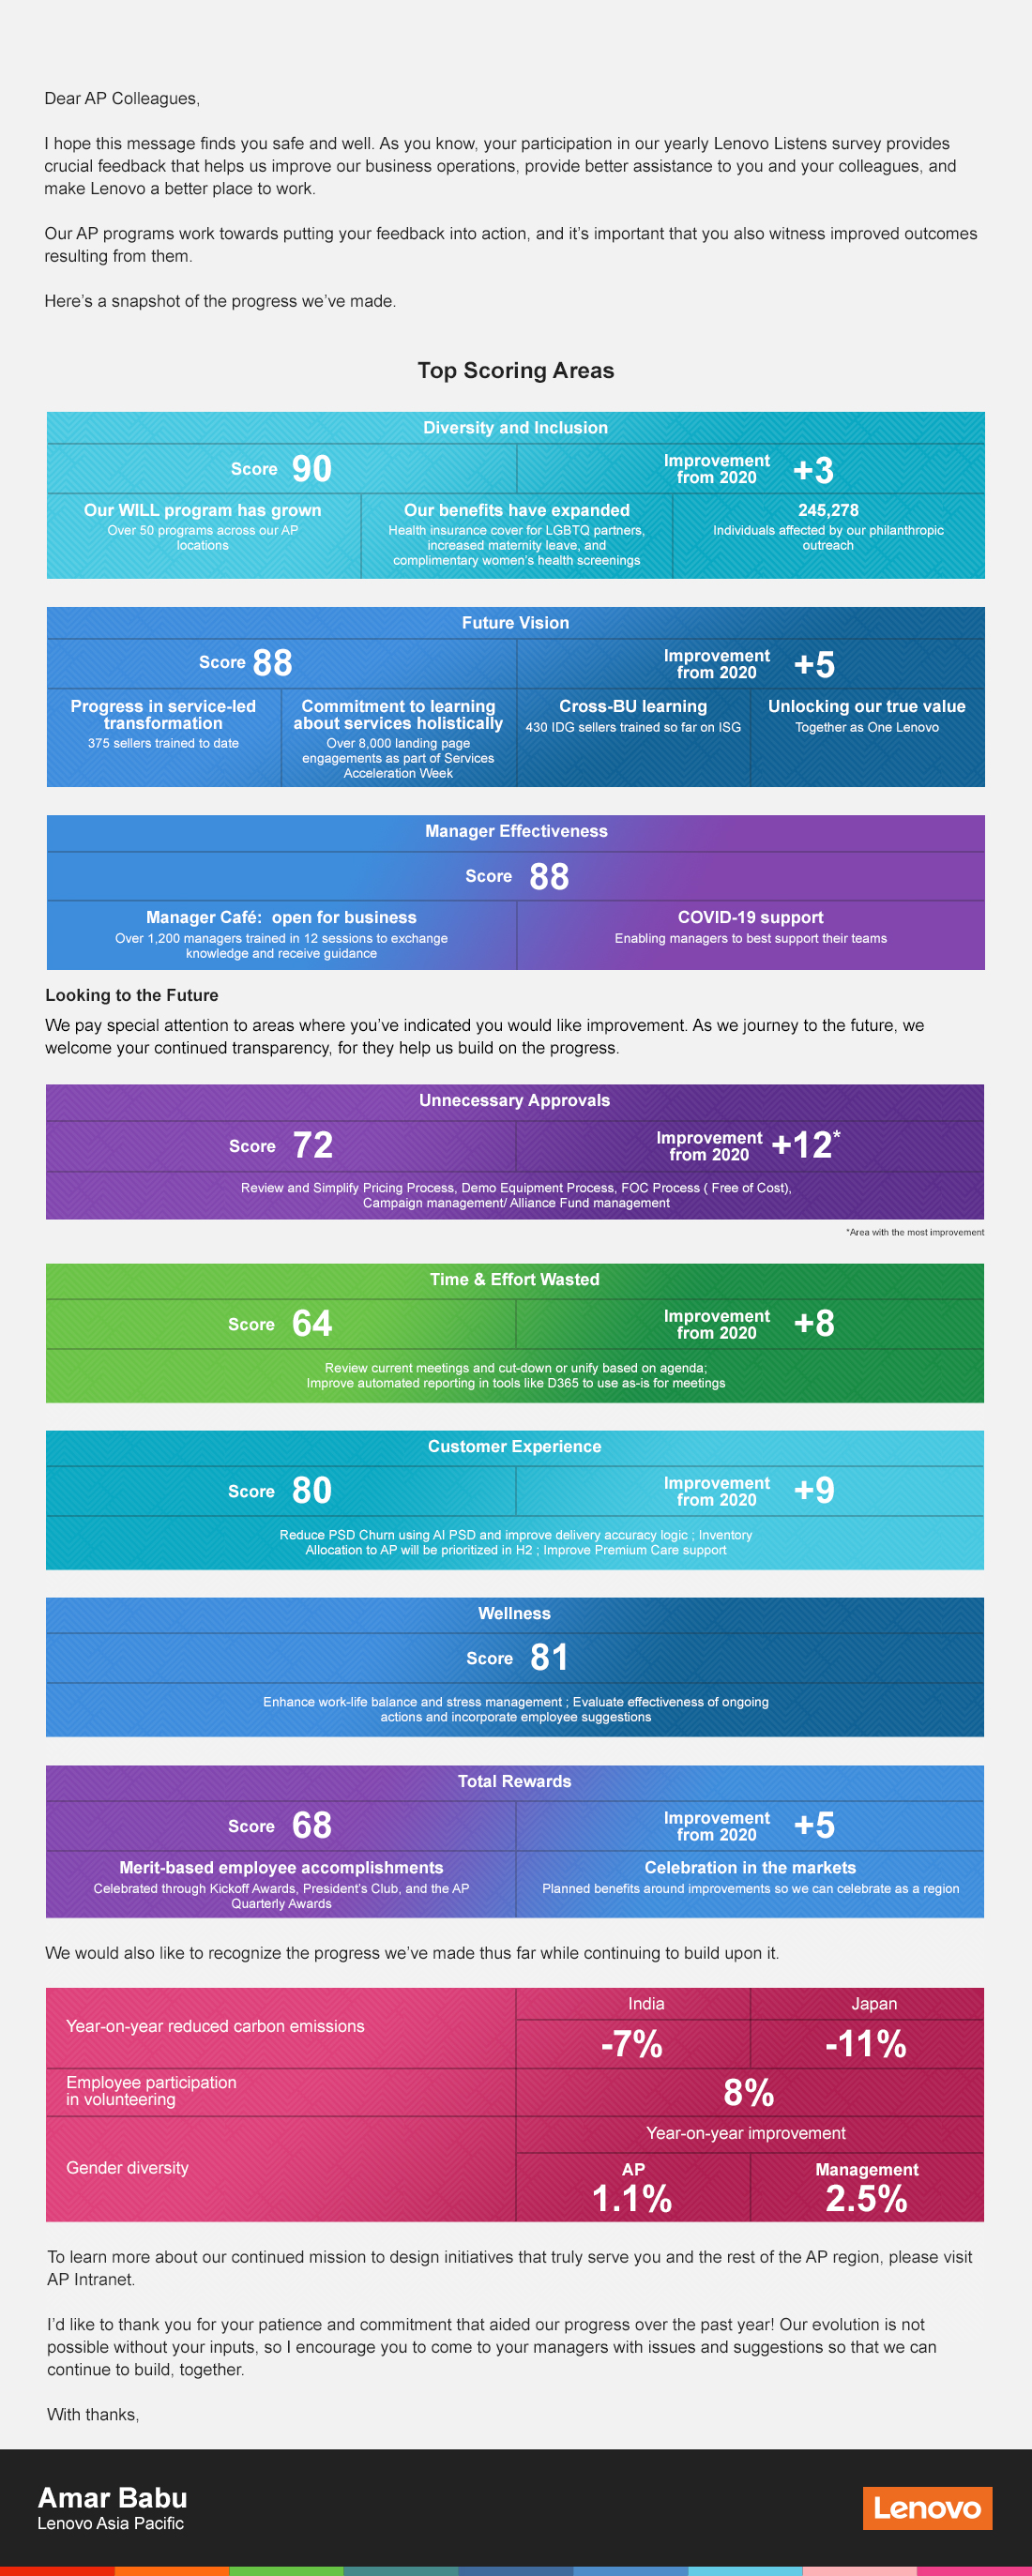 Dear AP Colleagues,
I hope this message finds you safe and well. As you know, your participation in our yearly Lenovo Listens survey provides
crucial feedback that helps us improve our business operations, provide better assistance to you and your colleagues, and
make Lenovo a better place to work.
Our AP programs work towards putting your feedback into action, and it's important that you also witness improved outcomes
resulting from them.
Here's a snapshot of the progress we've made.
Top Scoring Areas
Diversity and Inclusion
Score 90
Improvement
from 2020 +3
Our WILL program has grown
Over 50 programs across our AP
locations
Our benefits have expanded
Health insurance cover for LGBTQ partners,
increased maternity leave, and
complimentary women's health screenings
245,278
Individuals affected by our philanthropic
outreach
Future Vision
Score 88
Improvement
from 2020 +5
Progress in service-led
transformation
375 sellers trained to date
Commitment to learning
about services holistically
Over 8,000 landing page
engagements as part of Services
Acceleration Week
Cross-BU learning
430 IDG sellers trained so far on ISG
Unlocking our true value
Together as One Lenovo
Manager Effectiveness
Score 88
Manager Café: open for business
Over 1,200 managers trained in 12 sessions to exchange
knowledge and receive guidance
COVID-19 support
Enabling managers to best support their teams
Looking to the Future
We pay special attention to areas where you've indicated you would like improvement. As we journey to the future, we
welcome your continued transparency, for they help us build on the progress.
Unnecessary Approvals
Score 72
Improvement
from 2020 +12*
Review and Simplify Pricing Process, Demo Equipment Process, FOC Process ( Free of Cost),
Campaign management/ Alliance Fund management
*Area with the most improvement
Time & Effort Wasted
Score 64
Improvement
from 2020 +8
Review current meetings and cut-down or unify based on agenda;
Improve automated reporting in tools like D365 to use as-is for meetings
Customer Experience
Score 80
Improvement
from 2020 +9
Reduce PSD Churn using AI PSD and improve delivery accuracy logic ; Inventory
Allocation to AP will be prioritized in H2 ; Improve Premium Care support
Wellness
Score 81
Enhance work-life balance and stress management ; Evaluate effectiveness of ongoing
actions and incorporate employee suggestions
Total Rewards
Score 68
Improvement
from 2020 +5
Merit-based employee accomplishments
Celebrated through Kickoff Awards, President's Club, and the AP
Quarterly Awards
Celebration in the markets
Planned benefits around improvements so we can celebrate as a region
We would also like to recognize the progress we've made thus far while continuing to build upon it.
Year-on-year reduced carbon emissions
India
-7%
Japan
-11%
Employee participation
in volunteering
8%
Gender diversity
Year-on-year improvement
AP
1.1%
Management
2.5%
To learn more about our continued mission to design initiatives that truly serve you and the rest of the AP region, please visit
AP Intranet.
I'd like to thank you for your patience and commitment that aided our progress over the past year! Our evolution is not
possible without your inputs, so I encourage you to come to your managers with issues and suggestions so that we can
continue to build, together.
With thanks,
Amar Babu
Lenovo Asia Pacific
Lenovo